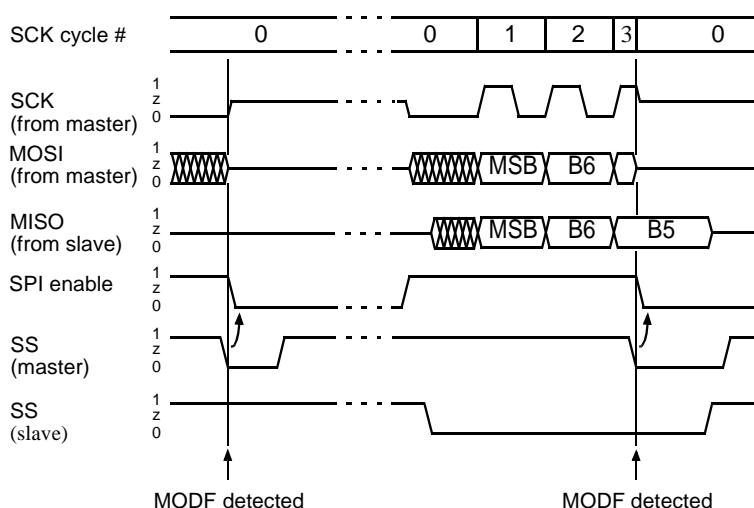 SCK cycle # 0 0 1 2 3 0
SCK
(from master)
1
z
0
MOSI
(from master)
1
z
0
MSB B6
MISO
(from slave)
1
z
0
MSB B6 B5
SPI enable
1
z
0
SS
(master)
1
z
0
SS
(slave)
1
z
0
MODF detected MODF detected